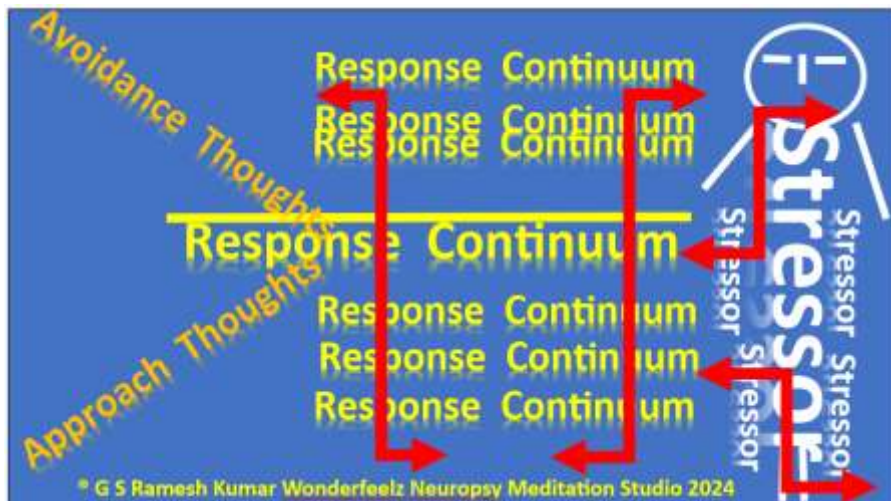 Avoidance Thoughts
Approach Thoughts
Response Continuum
Response Continuum
Response Continuum
Response Continuum
Response Continuum
Response Continuum
Response Continuum
Stressor
Stressor
Stressor
Stressor
Stressor
® G S Ramesh Kumar Wonderfeelz Neuropsy Meditation Studio 2024